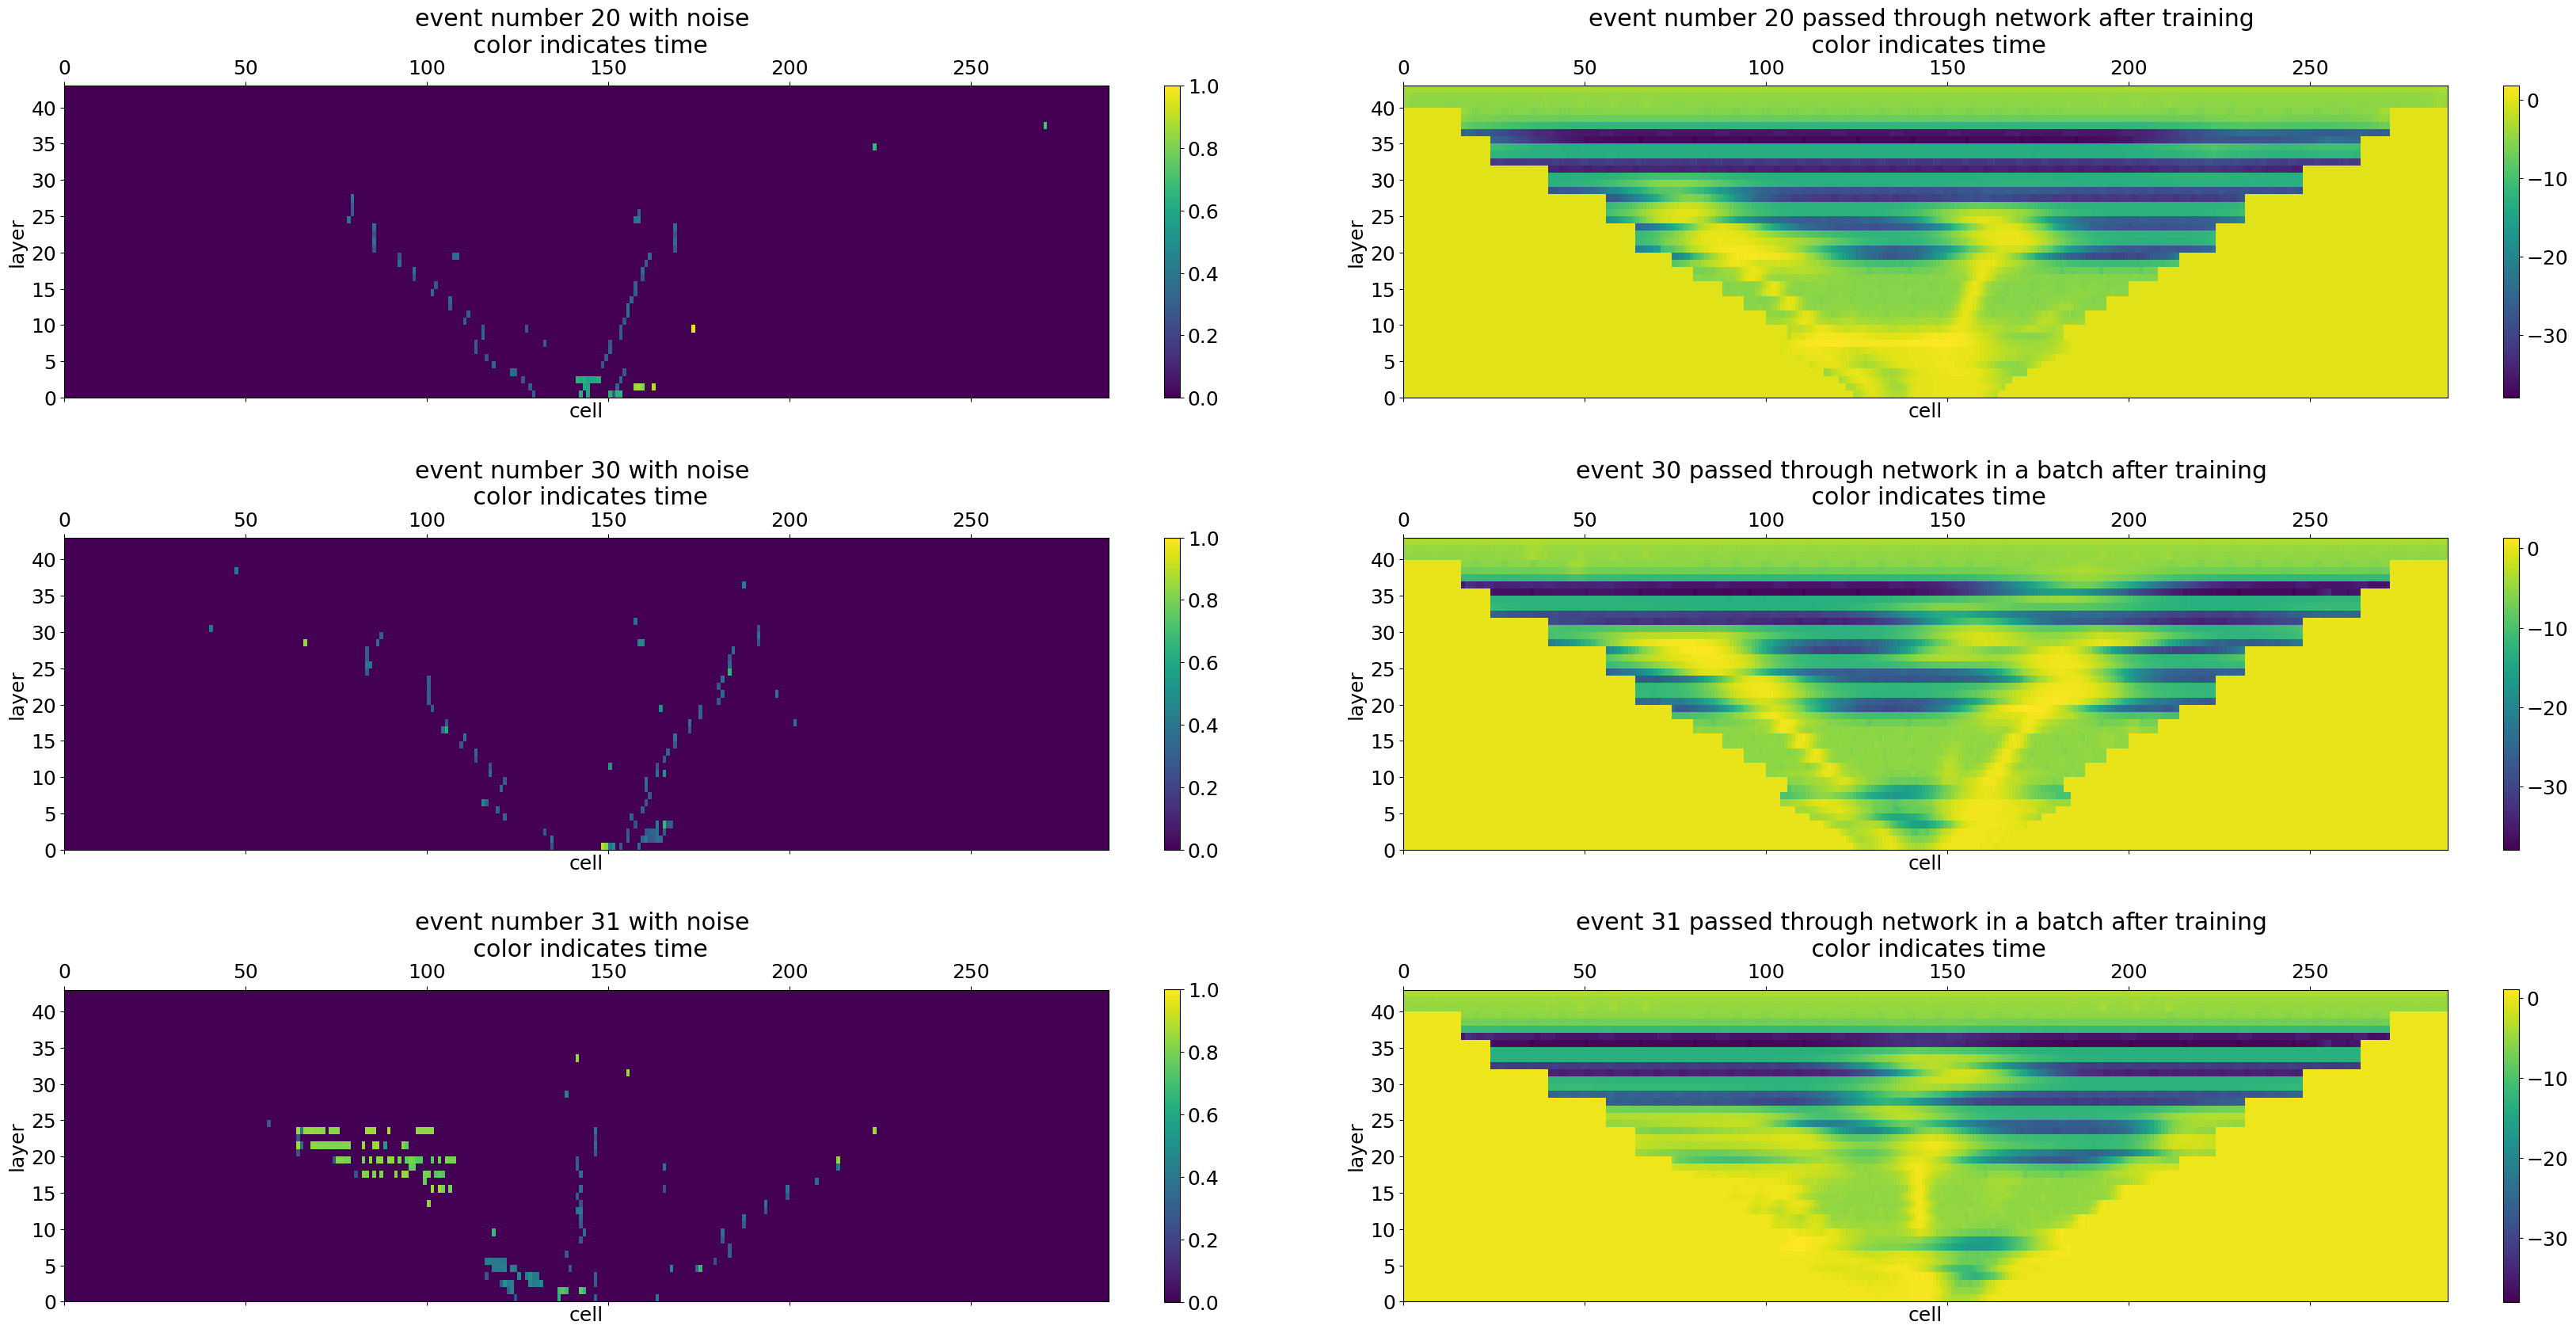 event number 20 with noise
color indicates time
0 50 100 150 200 250
40
35
30
25
20
15
10
5
0
layer
cell
1.0
0.8
0.6
0.4
0.2
0.0
event number 20 passed through network after training
color indicates time
0 50 100 150 200 250
40
35
30
25
20
15
10
5
0
layer
cell
0
−10
−20
−30
event number 30 with noise
color indicates time
0 50 100 150 200 250
40
35
30
25
20
15
10
5
0
layer
cell
1.0
0.8
0.6
0.4
0.2
0.0
event 30 passed through network in a batch after training
color indicates time
0 50 100 150 200 250
40
35
30
25
20
15
10
5
0
layer
cell
0
−10
−20
−30
event number 31 with noise
color indicates time
0 50 100 150 200 250
40
35
30
25
20
15
10
5
0
layer
cell
1.0
0.8
0.6
0.4
0.2
0.0
event 31 passed through network in a batch after training
color indicates time
0 50 100 150 200 250
40
35
30
25
20
15
10
5
0
layer
cell
0
−10
−20
−30